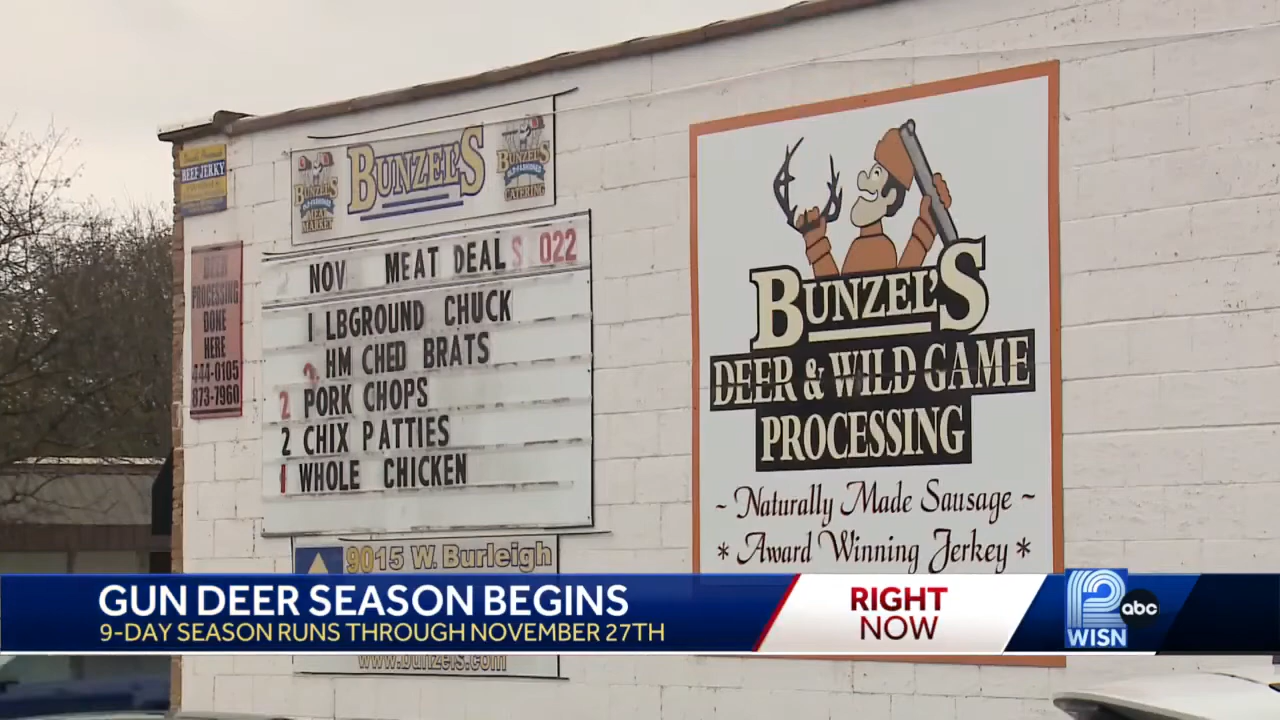 BEEF JERKY
BUNZEL'S
MEAT
MARKET
BUNZEL'S
BUNZEL'S
CATERING
DEER
PROCESSING
DONE
HERE
444-0105
873-7960
NOV MEAT DEALS 022
1 LBGROUND CHUCK
HM CHED BRATS
2 PORK CHOPS
2 CHIX PATTIES
1 WHOLE CHICKEN
9015 W. Burleigh
www.bunzels.com
BUNZEL'S
DEER & WILD GAME
PROCESSING
~ Naturally Made Sausage ~
* Award Winning Jerky *
GUN DEER SEASON BEGINS
9-DAY SEASON RUNS THROUGH NOVEMBER 27TH
RIGHT
NOW
12
WISN
abc